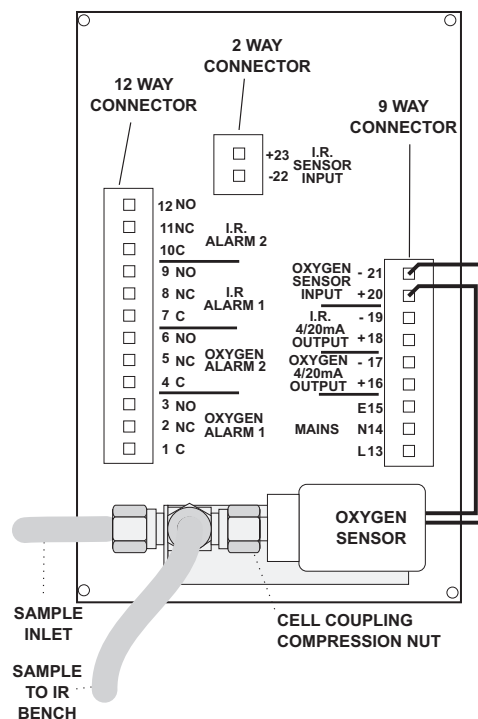 2 WAY
CONNECTOR
12 WAY
CONNECTOR
9 WAY
CONNECTOR
+23
-22
I.R.
SENSOR
INPUT
12 NO
11NC
10C
I.R.
ALARM 2
9 NO
8 NC
7 C
I.R
ALARM 1
6 NO
5 NC
4 C
OXYGEN
ALARM 2
3 NO
2 NC
1 C
OXYGEN
ALARM 1
OXYGEN
SENSOR
INPUT
- 21
+20
I.R.
4/20mA
OUTPUT
- 19
+18
OXYGEN
4/20mA
OUTPUT
- 17
+16
MAINS
E15
N14
L13
OXYGEN
SENSOR
SAMPLE
INLET
CELL COUPLING
COMPRESSION NUT
SAMPLE
TO IR
BENCH